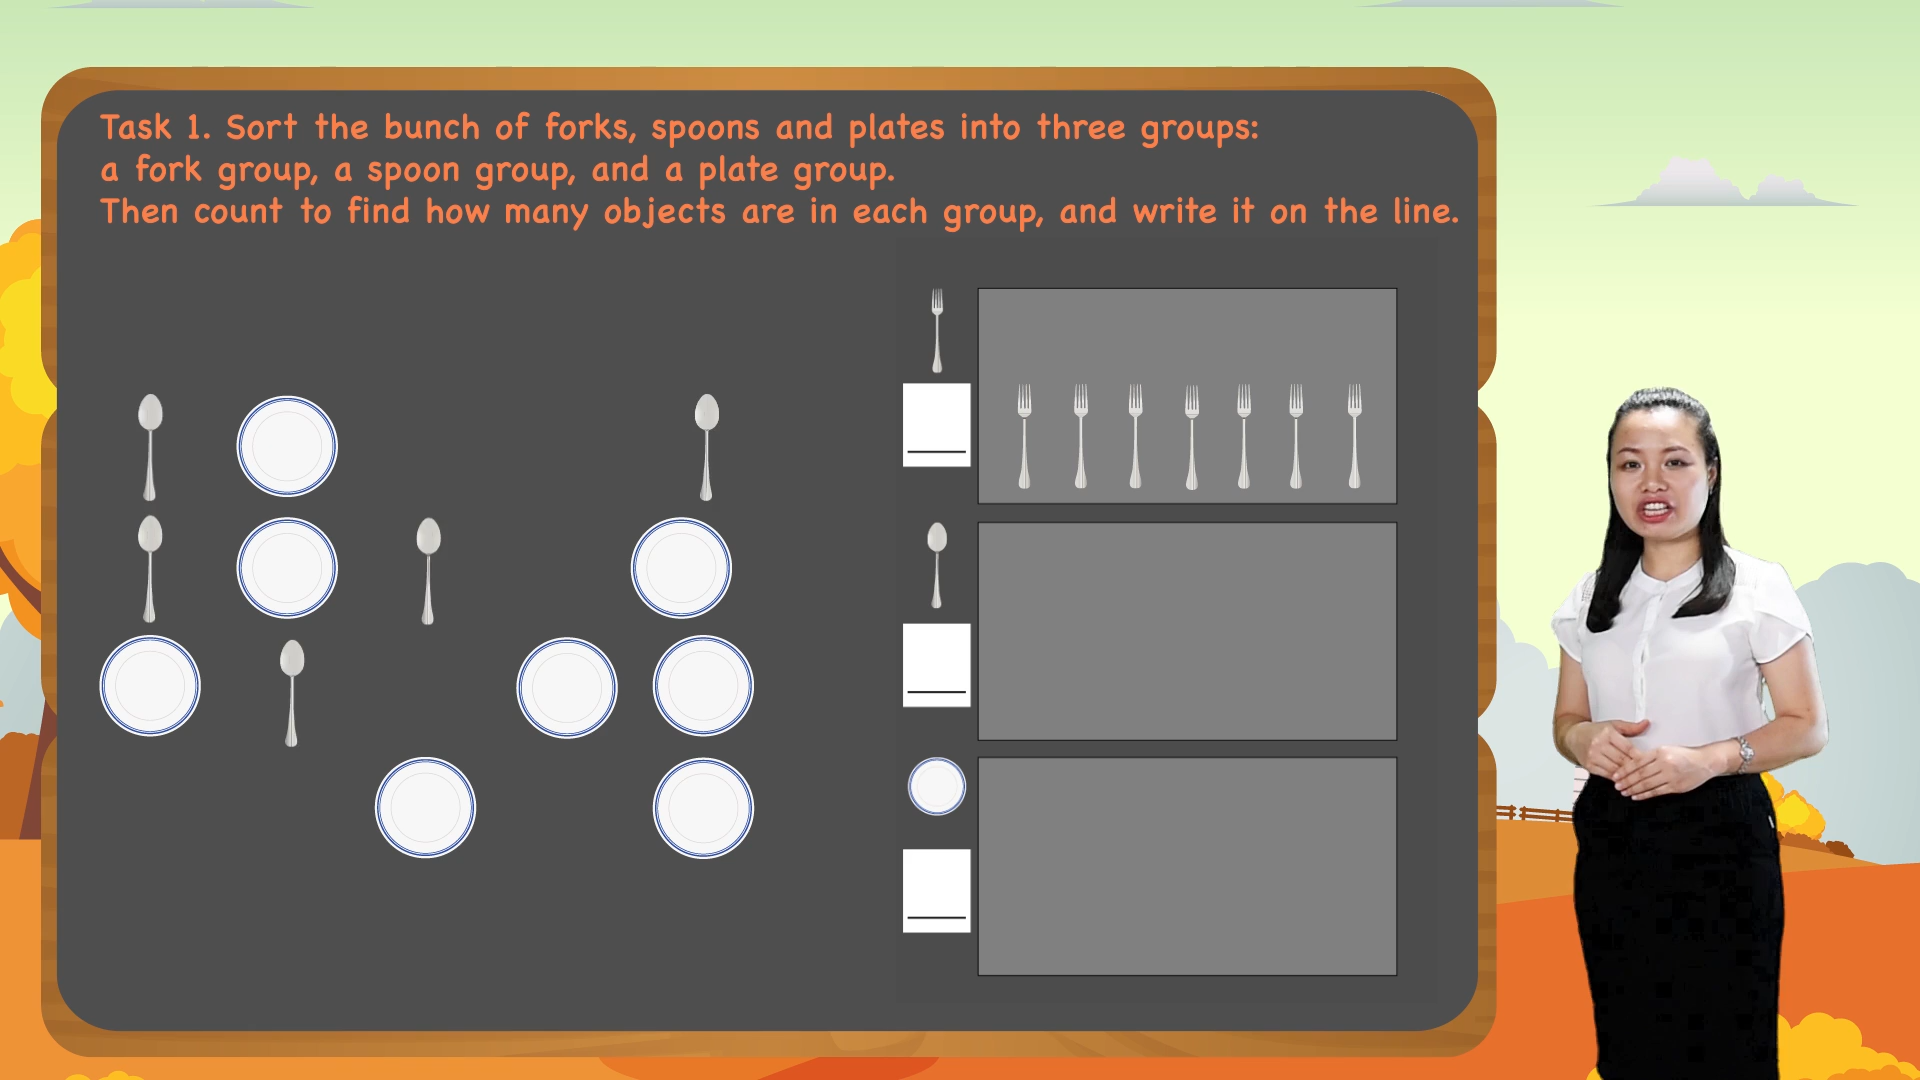 Task 1. Sort the bunch of forks, spoons and plates into three groups:
a fork group, a spoon group, and a plate group.
Then count to find how many objects are in each group, and write it on the line.